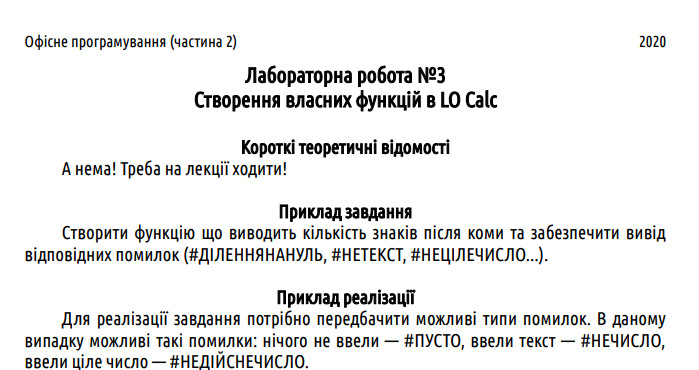 Офісне програмування (частина 2) 2020
Лабораторна робота №3
Створення власних функцій в LO Calc
Короткі теоретичні відомості
А нема! Треба на лекції ходити!
Приклад завдання
Створити функцію що виводить кількість знаків після коми та забезпечити вивід
відповідних помилок (#ДІЛЕННЯНАНУЛЬ, #НЕТЕКСТ, #НЕЦІЛЕЧИСЛО...).
Приклад реалізації
Для реалізації завдання потрібно передбачити можливі типи помилок. В даному
випадку можливі такі помилки: нічого не ввели — #ПУСТО, ввели текст — #НЕЧИСЛО,
ввели ціле число — #НЕДІЙСНЕЧИСЛО.